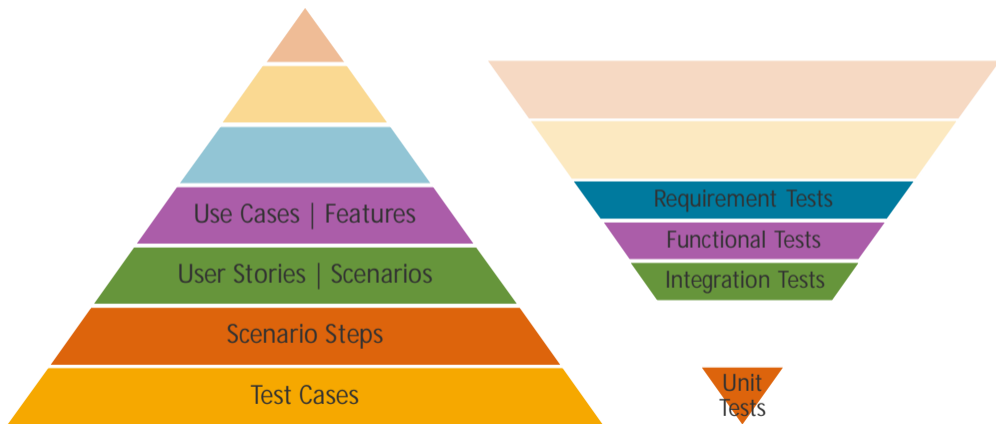 Use Cases | Features
User Stories | Scenarios
Scenario Steps
Test Cases
Requirement Tests
Functional Tests
Integration Tests
Unit
Tests